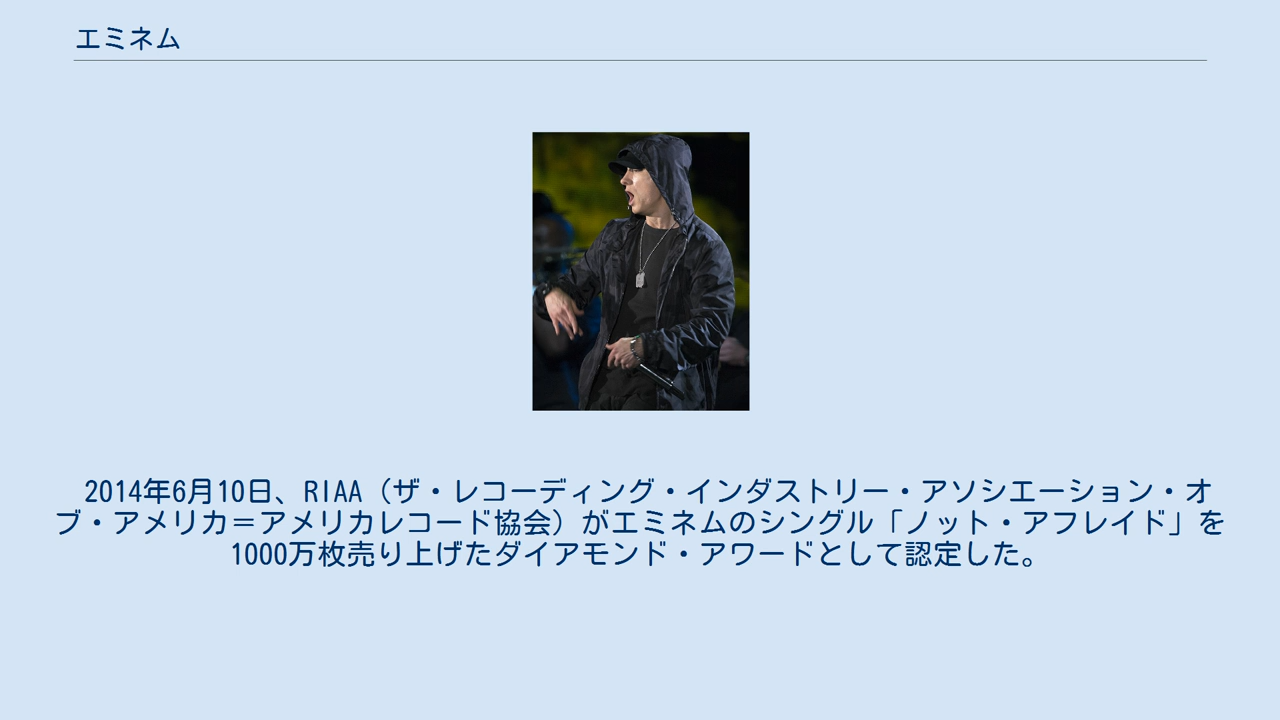 エミネム
2014年6月10日、RIAA（ザ・レコーディング・インダストリー・アソシエーション・オ
ブ・アメリカ＝アメリカレコード協会）がエミネムのシングル「ノット・アフレイド」を
1000万枚売り上げたダイアモンド・アワードとして認定した。